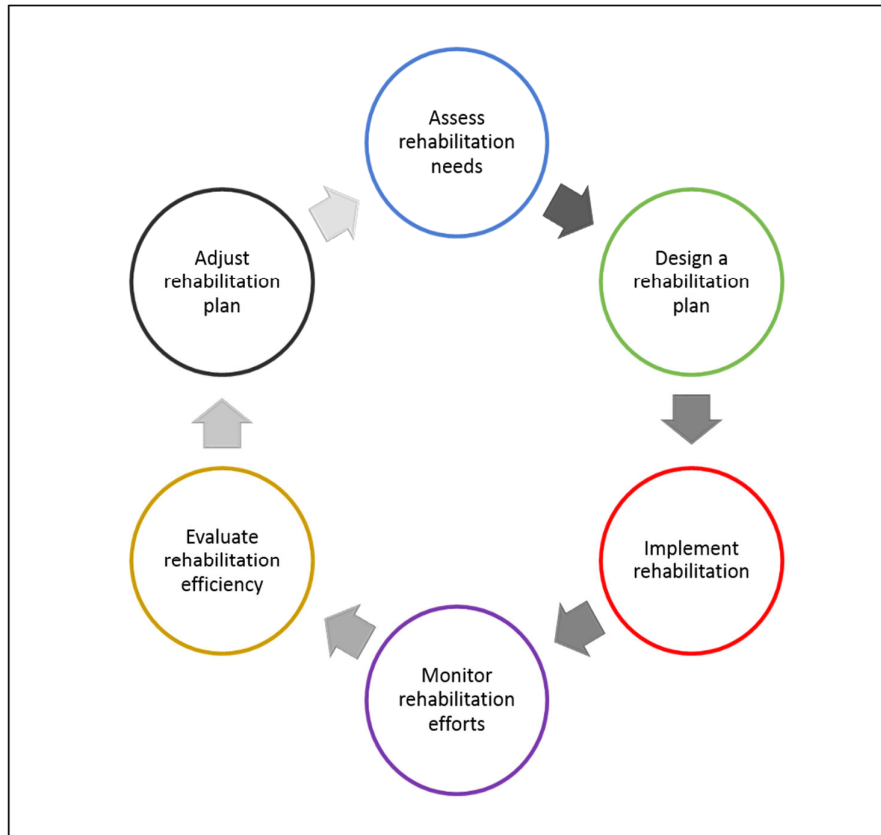 Assess
rehabilitation
needs
Design a
rehabilitation
plan
Implement
rehabilitation
Monitor
rehabilitation
efforts
Evaluate
rehabilitation
efficiency
Adjust
rehabilitation
plan